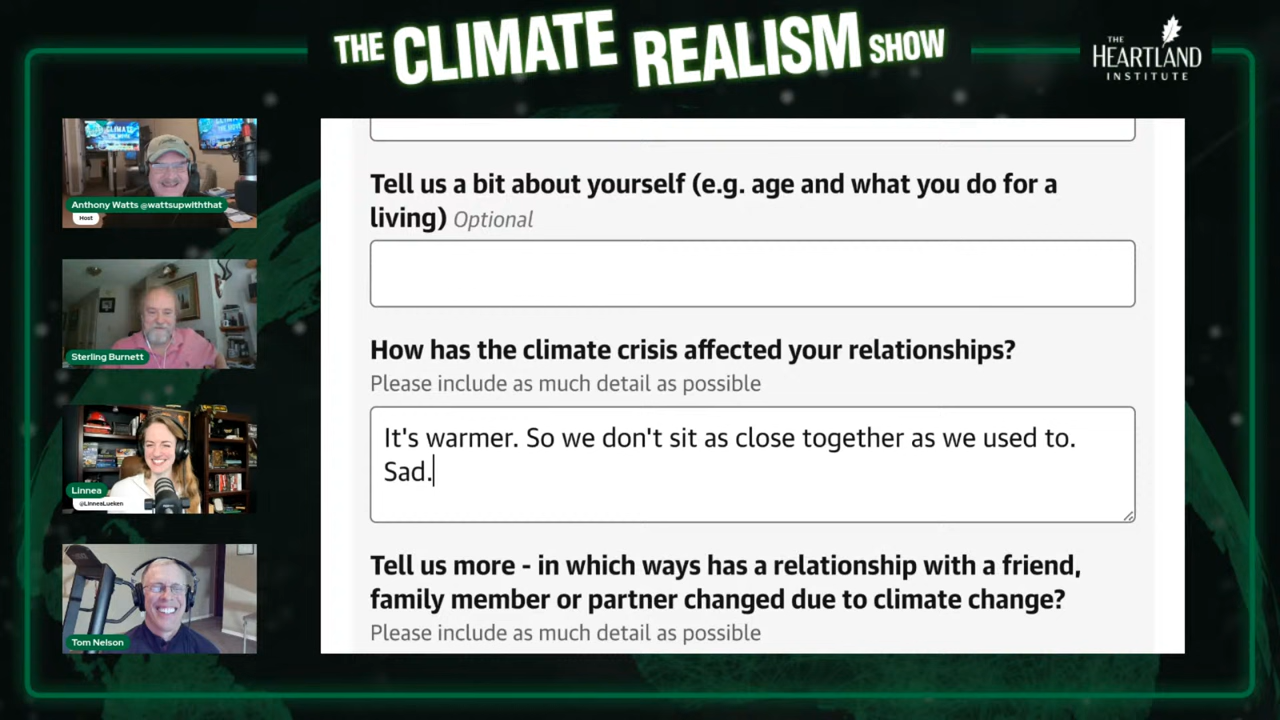 THE CLIMATE REALISM SHOW
THE
HEARTLAND
INSTITUTE
CLIMATE
THE MOVIE
Anthony Watts @wattsupwiththat
Host
Sterling Burnett
Linnea
@LinneaLueken
Tom Nelson
Tell us a bit about yourself (e.g. age and what you do for a
living) Optional
How has the climate crisis affected your relationships?
Please include as much detail as possible
It's warmer. So we don't sit as close together as we used to.
Sad.
Tell us more - in which ways has a relationship with a friend,
family member or partner changed due to climate change?
Please include as much detail as possible